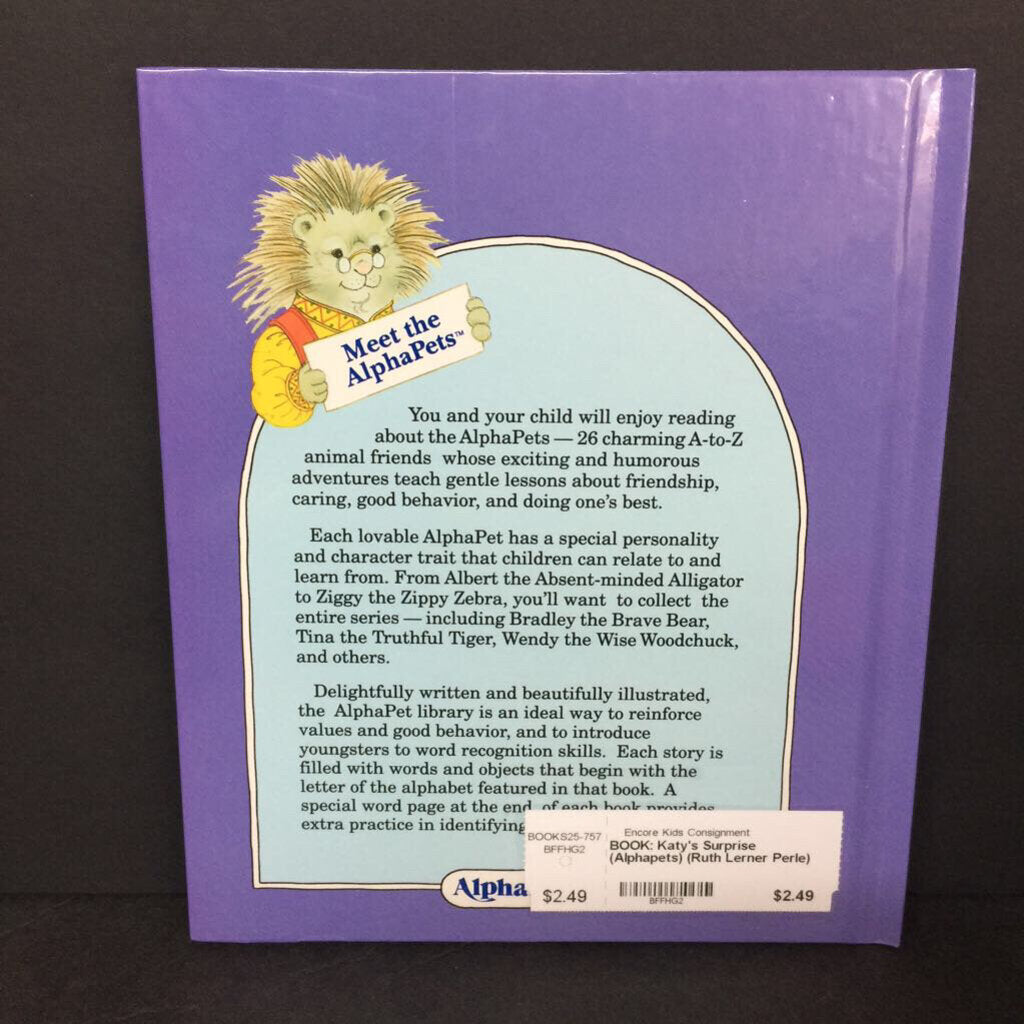 Meet the
AlphaPets™
You and your child will enjoy reading
about the AlphaPets — 26 charming A-to-Z
animal friends whose exciting and humorous
adventures teach gentle lessons about friendship,
caring, good behavior, and doing one's best.
Each lovable AlphaPet has a special personality
and character trait that children can relate to and
learn from. From Albert the Absent-minded Alligator
to Ziggy the Zippy Zebra, you'll want to collect the
entire series — including Bradley the Brave Bear,
Tina the Truthful Tiger, Wendy the Wise Woodchuck,
and others.
Delightfully written and beautifully illustrated,
the AlphaPet library is an ideal way to reinforce
values and good behavior, and to introduce
youngsters to word recognition skills. Each story is
filled with words and objects that begin with the
letter of the alphabet featured in that book. A
special word page at the end of each book provides
extra practice in identifying
Alpha
BOOKS25-757
BFFHG2
$2.49
Encore Kids Consignment
BOOK: Katy's Surprise
(Alphapets) (Ruth Lerner Perle)
BFFHG2
$2.49